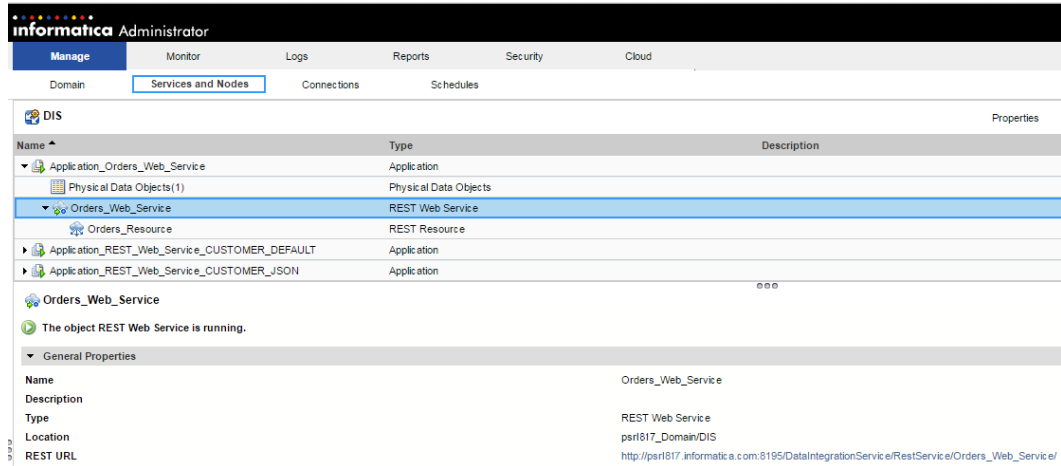 informatica Administrator
Manage Monitor Logs Reports Security Cloud
Domain Services and Nodes Connections Schedules
DIS Properties
Name Type Description
Application_Orders_Web_Service Application
Physical Data Objects(1) Physical Data Objects
Orders_Web_Service REST Web Service
Orders_Resource REST Resource
Application_REST_Web_Service_CUSTOMER_DEFAULT Application
Application_REST_Web_Service_CUSTOMER_JSON Application
Orders_Web_Service
The object REST Web Service is running.
General Properties
Name Orders_Web_Service
Description
Type REST Web Service
Location psrl817_Domain/DIS
REST URL http://psrl817.informatica.com:8195/DataIntegrationService/RestService/Orders_Web_Service/